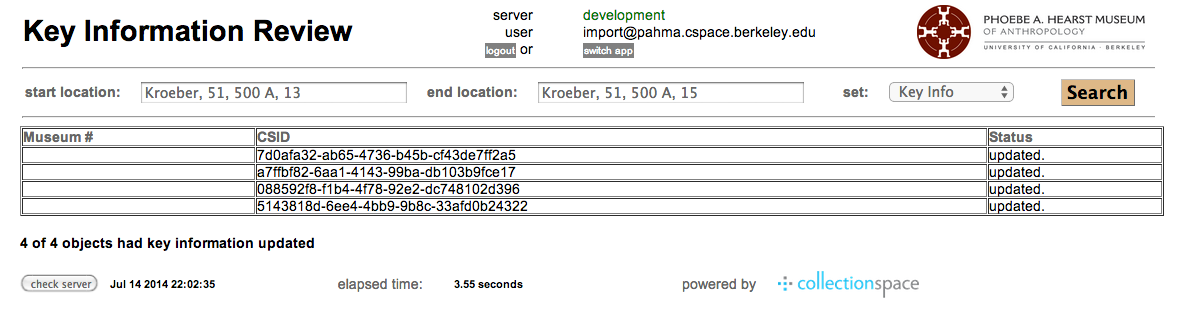 Key Information Review
server development
user import@pahma.cspace.berkeley.edu
logout or switch app
PHOEBE A. HEARST MUSEUM
OF ANTHROPOLOGY
UNIVERSITY OF CALIFORNIA · BERKELEY
start location: Kroeber, 51, 500 A, 13 end location: Kroeber, 51, 500 A, 15 set: Key Info Search
Museum # CSID Status
7d0afa32-ab65-4736-b45b-cf43de7ff2a5 updated.
a7ffbf82-6aa1-4143-99ba-db103b9fce17 updated.
088592f8-f1b4-4f78-92e2-dc748102d396 updated.
5143818d-6ee4-4bb9-9b8c-33afd0b24322 updated.
4 of 4 objects had key information updated
check server Jul 14 2014 22:02:35 elapsed time: 3.55 seconds powered by collectionspace